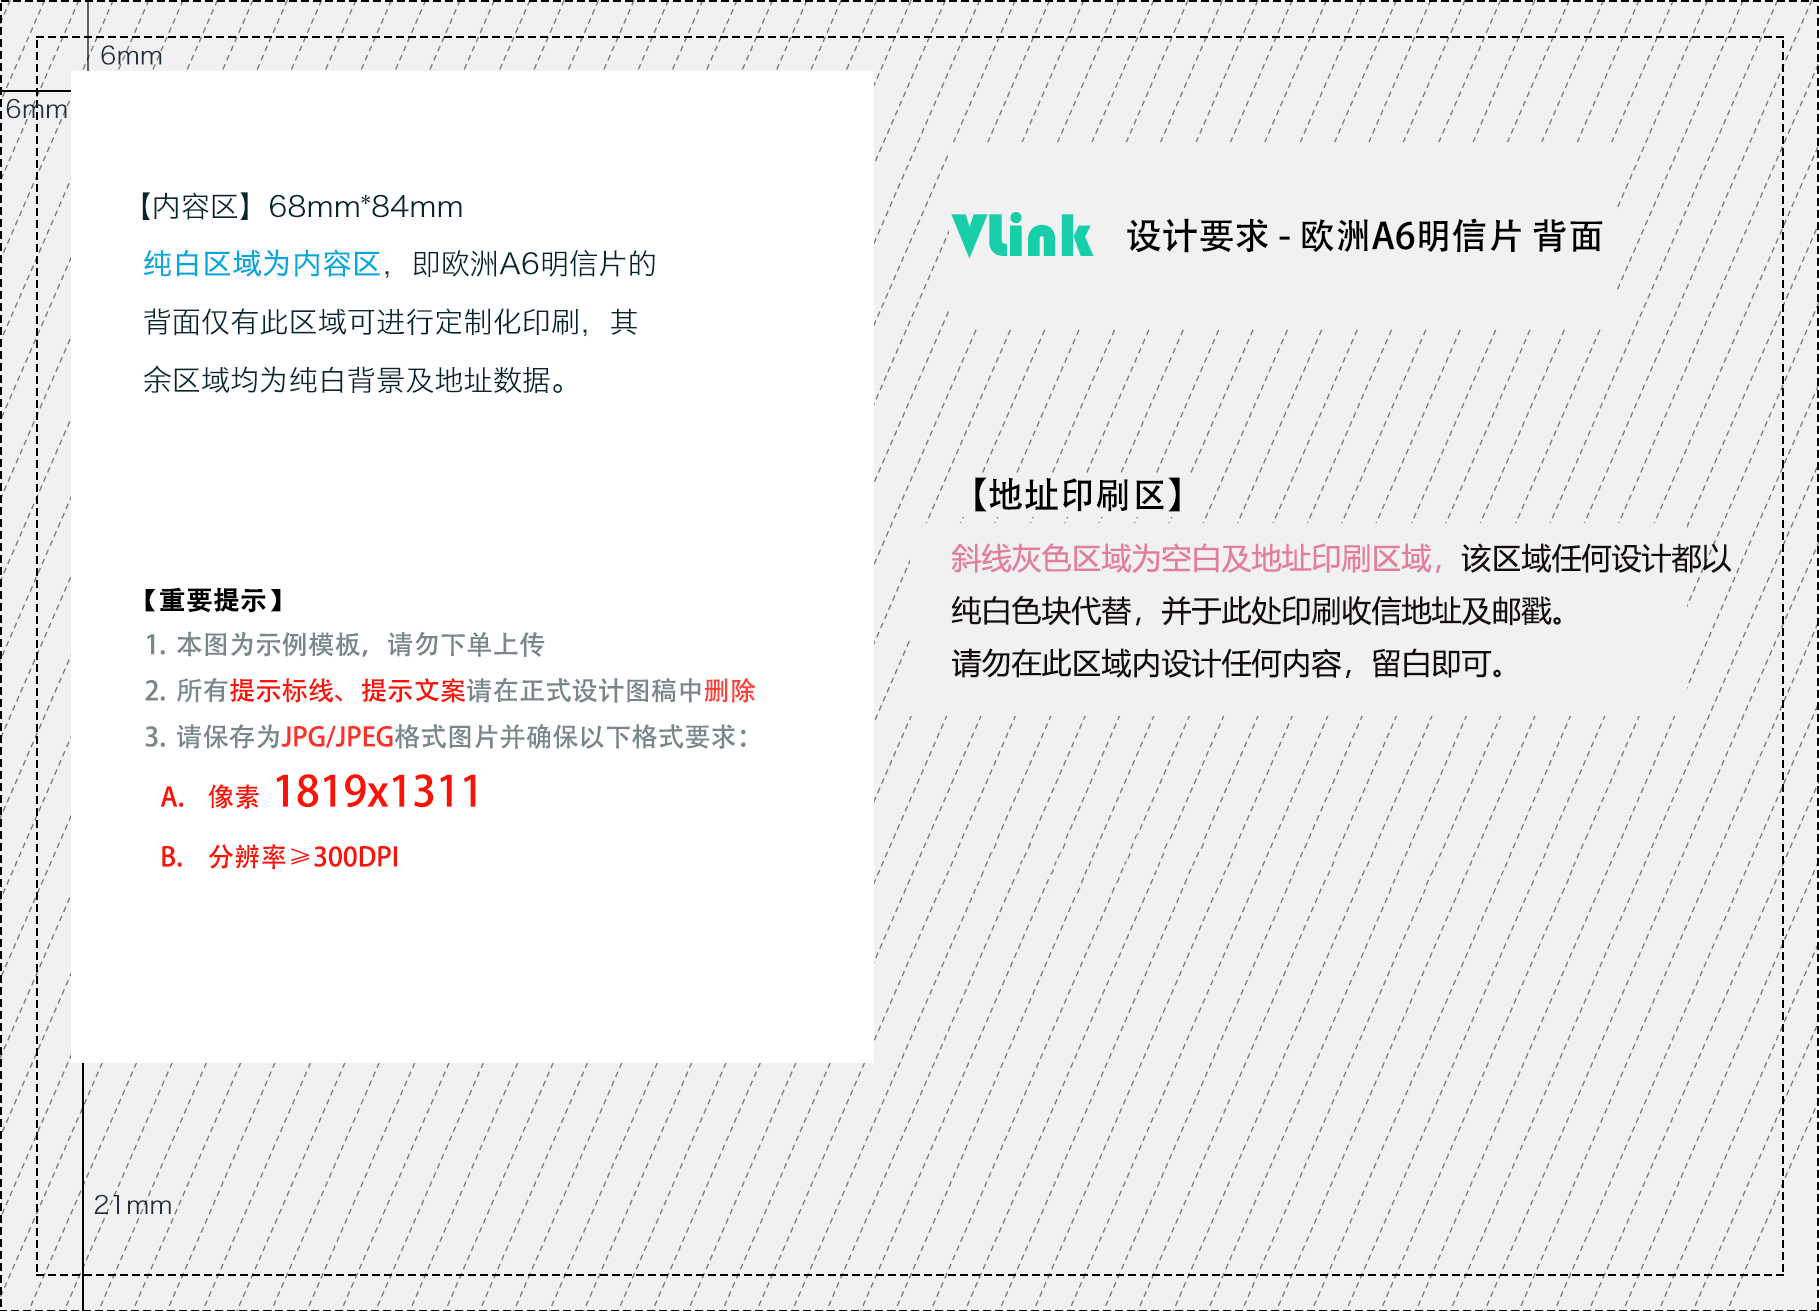 6mm
6mm
【内容区】68mm*84mm
纯白区域为内容区，即欧洲A6明信片的
背面仅有此区域可进行定制化印刷，其
余区域均为纯白背景及地址数据。
【重要提示】
1. 本图为示例模板，请勿下单上传
2. 所有提示标线、提示文案请在正式设计图稿中删除
3. 请保存为JPG/JPEG格式图片并确保以下格式要求：
A. 像素 1819x1311
B. 分辨率≥300DPI
21mm
VLink 设计要求 - 欧洲A6明信片 背面
【地址印刷区】
斜线灰色区域为空白及地址印刷区域，该区域任何设计都以
纯白色块代替，并于此处印刷收信地址及邮戳。
请勿在此区域内设计任何内容，留白即可。